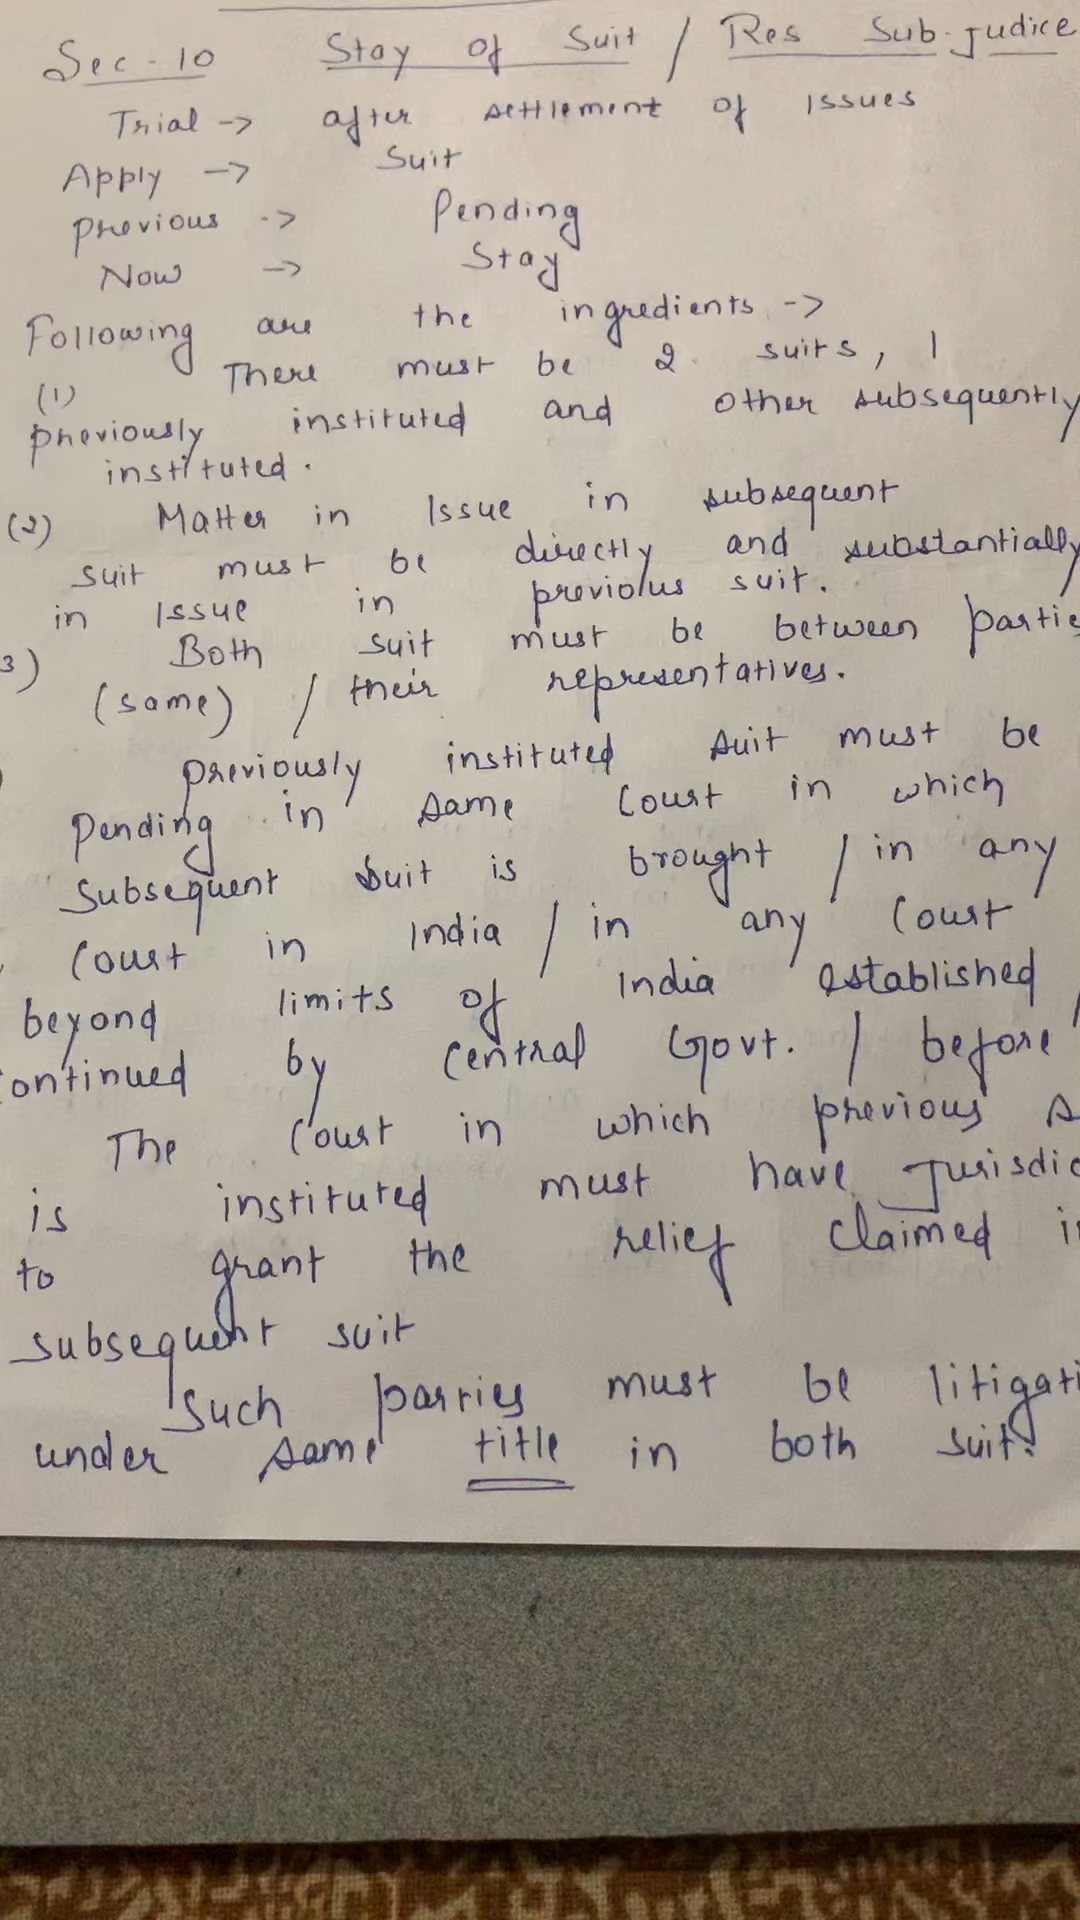 Sec-10 Stay Of Suit / Res Sub-Judice
Trial -> after settlement of issues
Apply -> Suit
Previous -> Pending
Now -> Stay
Following are the ingredients ->
(1) There must be 2 suits, 1
previously instituted and other subsequently
instituted.
(2) Matter in Issue in subsequent
suit must be directly and substantially
in Issue in previous suit.
3) Both suit must be between partie
(same) / their representatives.
previously instituted suit must be
Pending in same Court in which
Subsequent Suit is brought / in any
Court in India / in any Court
beyond limits of India established /
ontinued by Central Govt. / before
The Court in which previous s
is instituted must have Jurisdic
to grant the relief claimed i
subsequent suit
Such parties must be litigati
under same title in both suit.